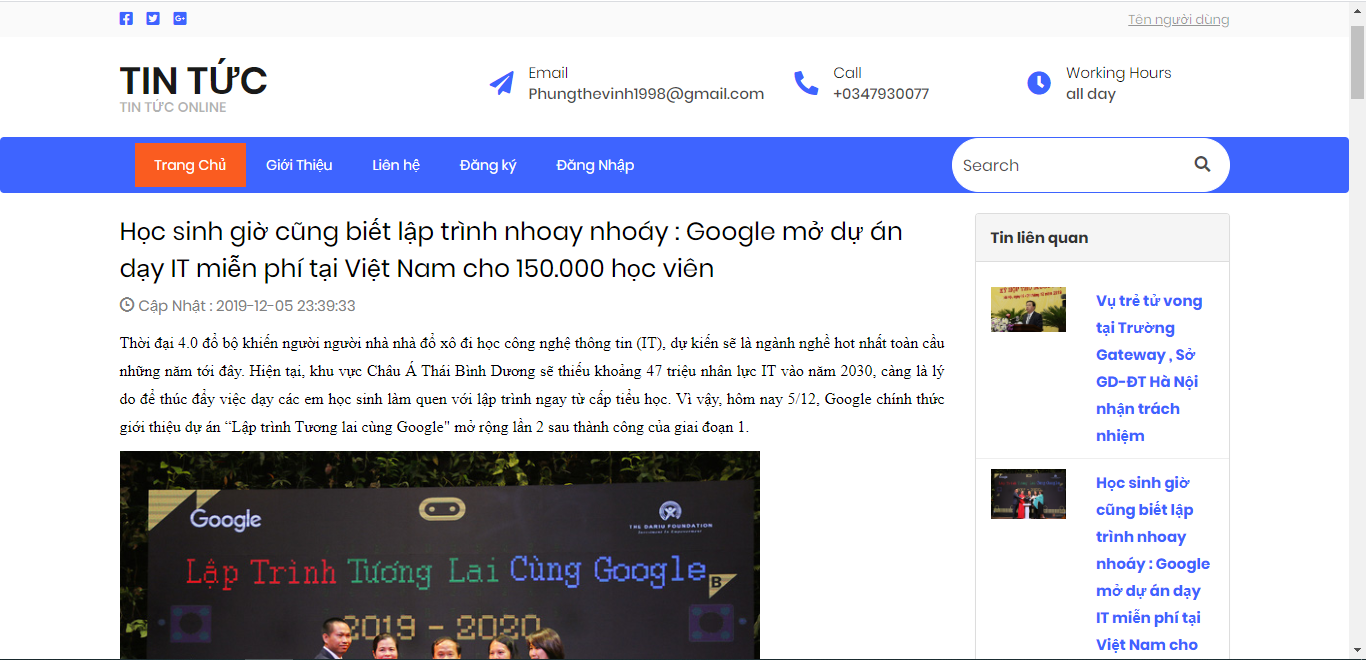 Tên người dùng
TIN TỨC
TIN TỨC ONLINE
Email
Phungthevinh1998@gmail.com
Call
+0347930077
Working Hours
all day
Trang Chủ
Giới Thiệu
Liên hệ
Đăng ký
Đăng Nhập
Search
Học sinh giờ cũng biết lập trình nhoay nhoáy : Google mở dự án
dạy IT miễn phí tại Việt Nam cho 150.000 học viên
Cập Nhật : 2019-12-05 23:39:33
Thời đại 4.0 đổ bộ khiến người người nhà nhà đổ xô đi học công nghệ thông tin (IT), dự kiến sẽ là ngành nghề hot nhất toàn cầu
những năm tới đây. Hiện tại, khu vực Châu Á Thái Bình Dương sẽ thiếu khoảng 47 triệu nhân lực IT vào năm 2030, càng là lý
do để thúc đẩy việc dạy các em học sinh làm quen với lập trình ngay từ cấp tiểu học. Vì vậy, hôm nay 5/12, Google chính thức
giới thiệu dự án “Lập trình Tương lai cùng Google" mở rộng lần 2 sau thành công của giai đoạn 1.
Google
THE DARIU FOUNDATION
Lập Trình Tương Lai Cùng Google
B
2019 - 2020
Tin liên quan
Vụ trẻ tử vong
tại Trường
Gateway , Sở
GD-ĐT Hà Nội
nhận trách
nhiệm
Học sinh giờ
cũng biết lập
trình nhoay
nhoáy : Google
mở dự án dạy
IT miễn phí tại
Việt Nam cho